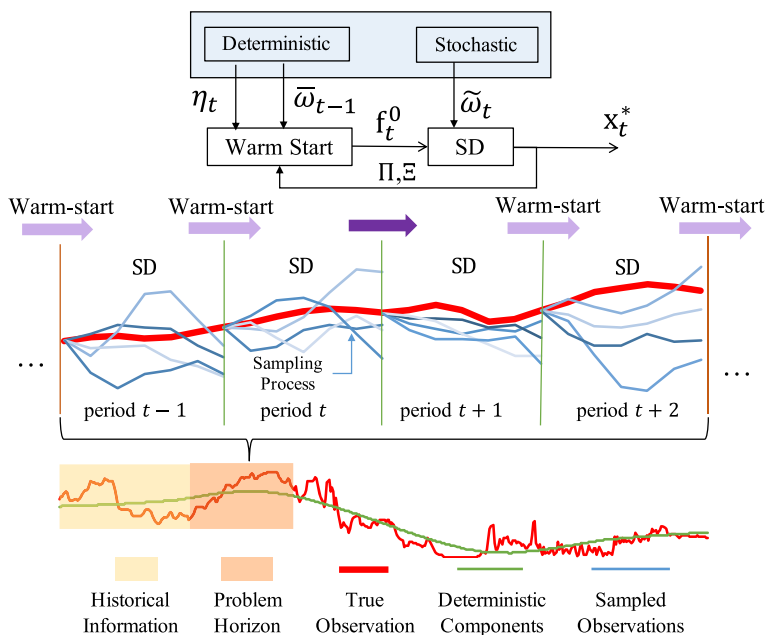 Deterministic
Stochastic
η_t
ω̅_{t−1}
ω̃_t
f_t^0
x_t^*
Warm Start
SD
Π,Ξ
Warm-start
Warm-start
Warm-start
Warm-start
SD
SD
SD
SD
Sampling
Process
...
...
period t − 1
period t
period t + 1
period t + 2
Historical
Information
Problem
Horizon
True
Observation
Deterministic
Components
Sampled
Observations